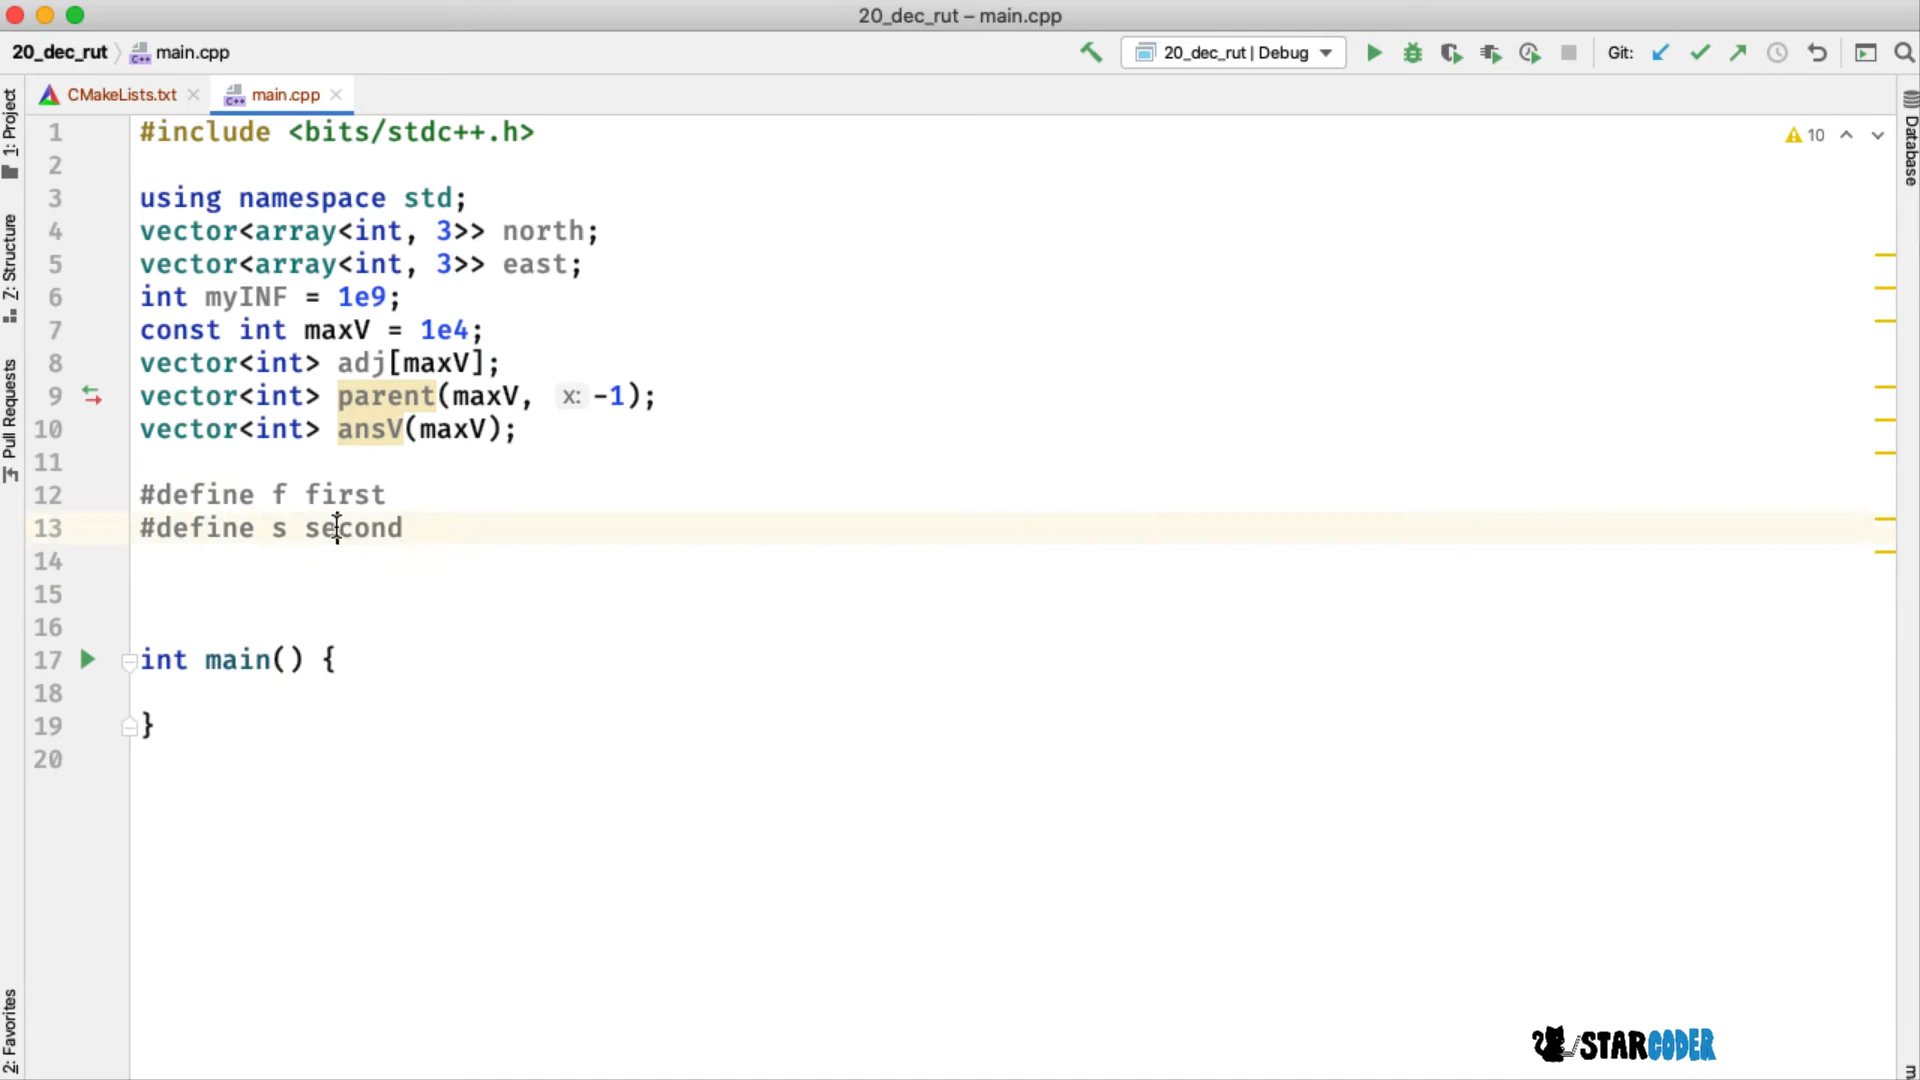 20_dec_rut – main.cpp
20_dec_rut main.cpp 20_dec_rut | Debug Git:
CMakeLists.txt main.cpp
1 #include <bits/stdc++.h>
2
3 using namespace std;
4 vector<array<int, 3>> north;
5 vector<array<int, 3>> east;
6 int myINF = 1e9;
7 const int maxV = 1e4;
8 vector<int> adj[maxV];
9 vector<int> parent(maxV, x: -1);
10 vector<int> ansV(maxV);
11
12 #define f first
13 #define s second
14
15
16
17 int main() {
18
19 }
20
10
1: Project
Z: Structure
Pull Requests
2: Favorites
Database
m
STARCODER